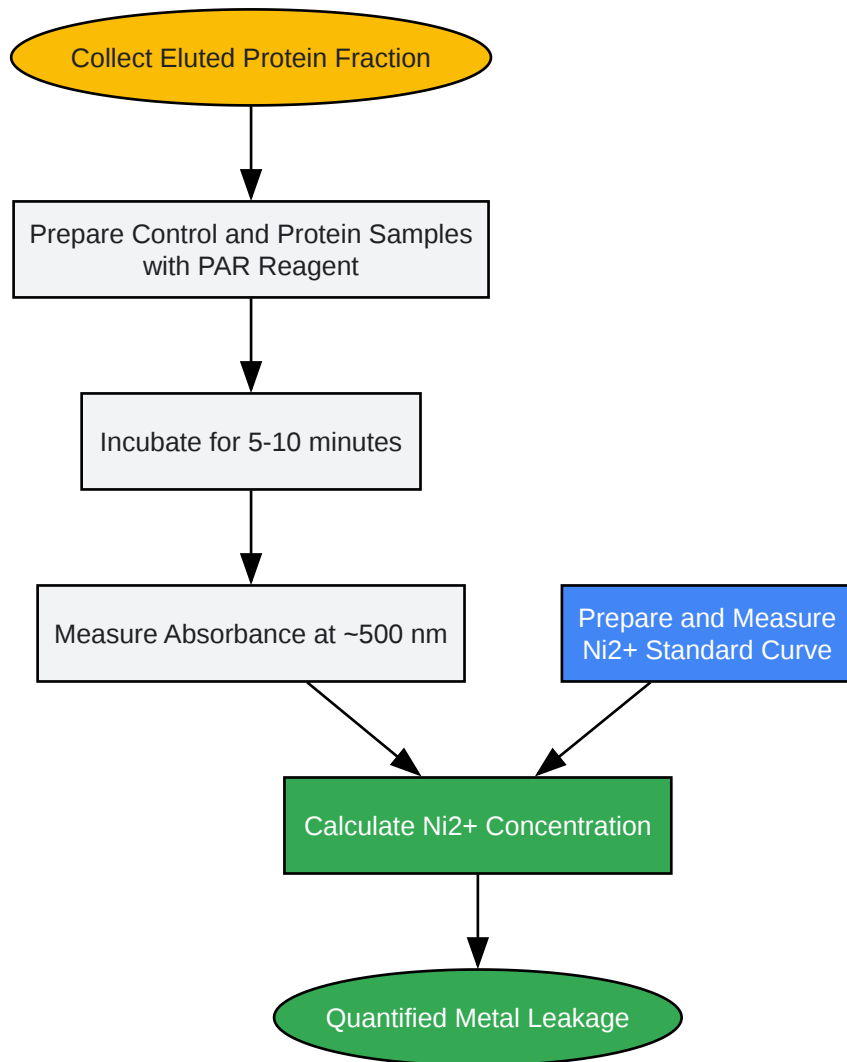 Collect Eluted Protein Fraction
Prepare Control and Protein Samples
with PAR Reagent
Incubate for 5-10 minutes
Measure Absorbance at ~500 nm
Prepare and Measure
Ni2+ Standard Curve
Calculate Ni2+ Concentration
Quantified Metal Leakage